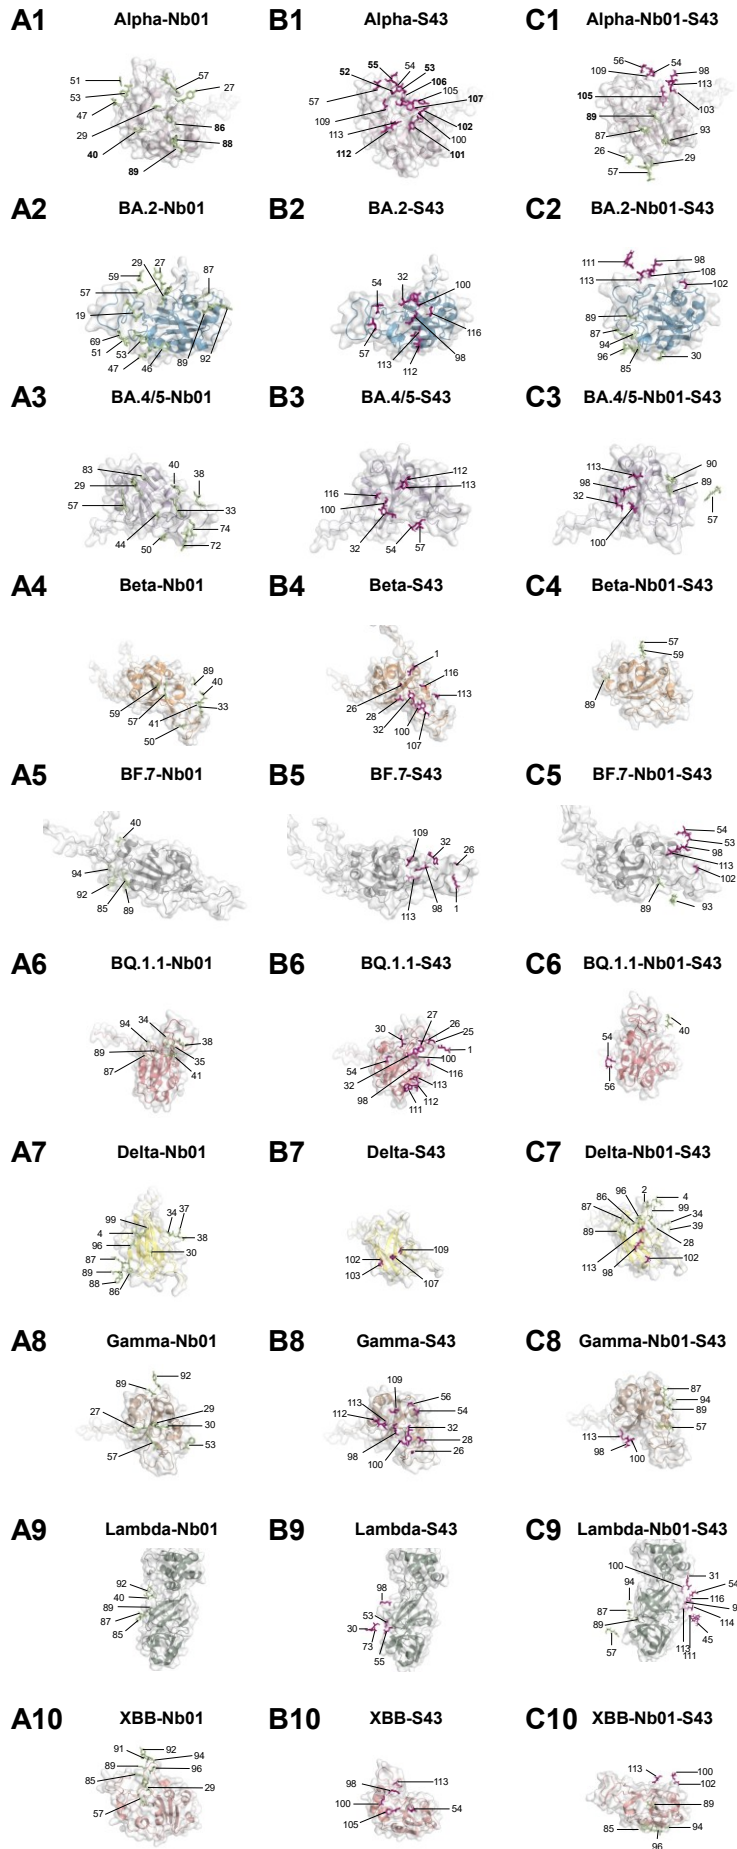 A1 Alpha-Nb01 B1 Alpha-S43 C1 Alpha-Nb01-S43
51 57 27 53 47 29 86 88 40 89
55 54 53 52 106 105 57 107 109 102 113 100 112 101
56 54 109 98 113 105 103 89 87 93 26 29 57
A2 BA.2-Nb01 B2 BA.2-S43 C2 BA.2-Nb01-S43
29 27 59 87 57 19 69 51 53 47 46 89 92
32 100 54 116 57 98 113 112
111 98 113 108 102 89 87 94 96 85 30
A3 BA.4/5-Nb01 B3 BA.4/5-S43 C3 BA.4/5-Nb01-S43
83 40 38 29 57 33 44 74 50 72
112 113 116 100 32 54 57
113 90 98 89 32 57 100
A4 Beta-Nb01 B4 Beta-S43 C4 Beta-Nb01-S43
89 40 59 57 41 33 50
1 116 26 113 28 32 100 107
57 59 89
A5 BF.7-Nb01 B5 BF.7-S43 C5 BF.7-Nb01-S43
40 94 92 85 89
109 32 26 113 98 1
54 53 98 113 102 89 93
A6 BQ.1.1-Nb01 B6 BQ.1.1-S43 C6 BQ.1.1-Nb01-S43
34 94 38 89 35 87 41
27 26 30 25 1 100 54 116 32 113 98 112 111
40 54 56
A7 Delta-Nb01 B7 Delta-S43 C7 Delta-Nb01-S43
99 34 37 4 38 96 30 87 89 88 86
109 102 103 107
2 4 96 99 86 34 87 39 89 28 113 102 98
A8 Gamma-Nb01 B8 Gamma-S43 C8 Gamma-Nb01-S43
92 89 29 27 30 57 53
109 56 113 54 112 32 98 28 100 26
87 94 89 57 113 98 100
A9 Lambda-Nb01 B9 Lambda-S43 C9 Lambda-Nb01-S43
92 40 89 87 85
98 53 30 73 55
31 100 54 94 116 87 114 89 45 57 113 111
A10 XBB-Nb01 B10 XBB-S43 C10 XBB-Nb01-S43
91 92 94 89 96 85 29 57
113 98 100 54 105
113 100 102 89 85 94 96